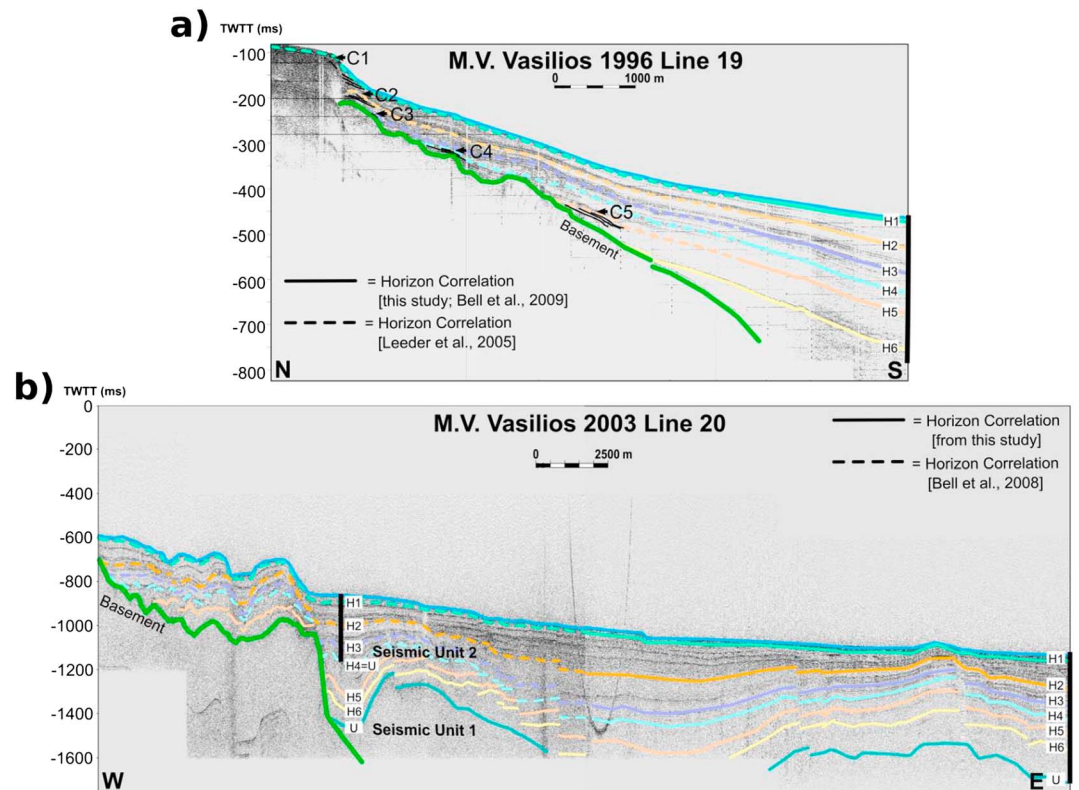 a) TWTT (ms)
M.V. Vasilios 1996 Line 19
0 1000 m
-100
-200
-300
-400
-500
-600
-700
-800
C1
C2
C3
C4
C5
Basement
H1
H2
H3
H4
H5
H6
= Horizon Correlation
[this study; Bell et al., 2009]
= Horizon Correlation
[Leeder et al. 2005]
N S
b) TWTT (ms)
M.V. Vasilios 2003 Line 20
0 2500 m
= Horizon Correlation
[from this study]
= Horizon Correlation
[Bell et al., 2008]
0
-200
-400
-600
-800
-1000
-1200
-1400
-1600
Basement
H1
H2
H3
H4=U
H5
H6
U
Seismic Unit 2
Seismic Unit 1
H1
H2
H3
H4
H5
H6
U
W E